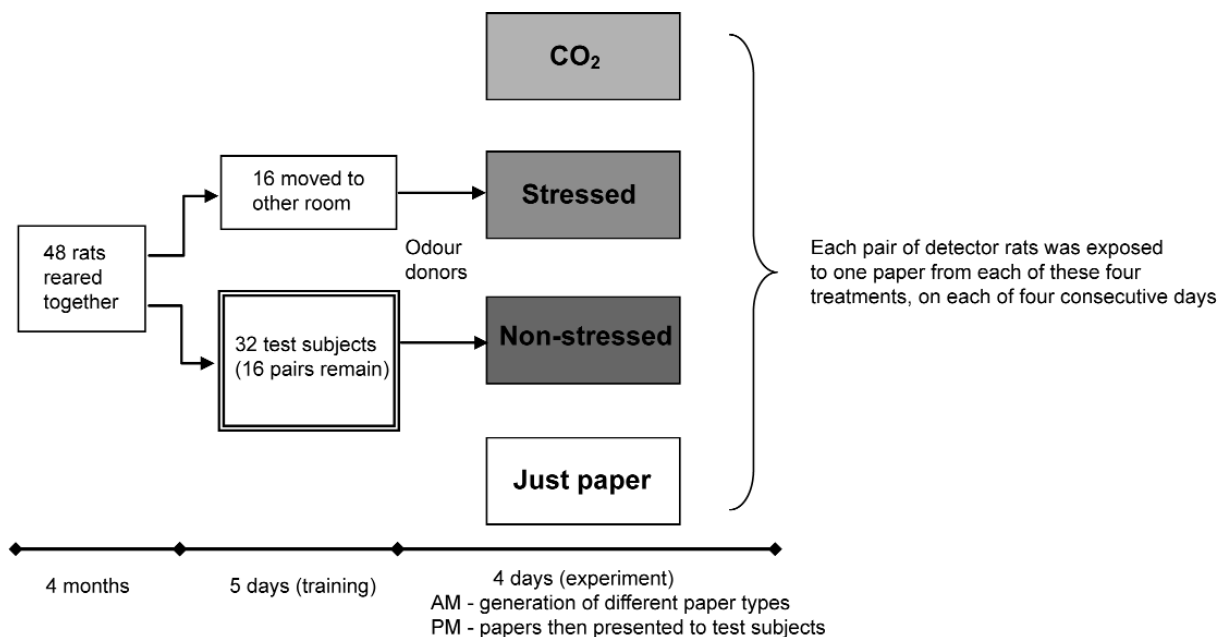 CO₂
16 moved to
other room
Stressed
48 rats
reared
together
Odour
donors
Each pair of detector rats was exposed
to one paper from each of these four
treatments, on each of four consecutive days
32 test subjects
(16 pairs remain)
Non-stressed
Just paper
4 months
5 days (training)
4 days (experiment)
AM - generation of different paper types
PM - papers then presented to test subjects